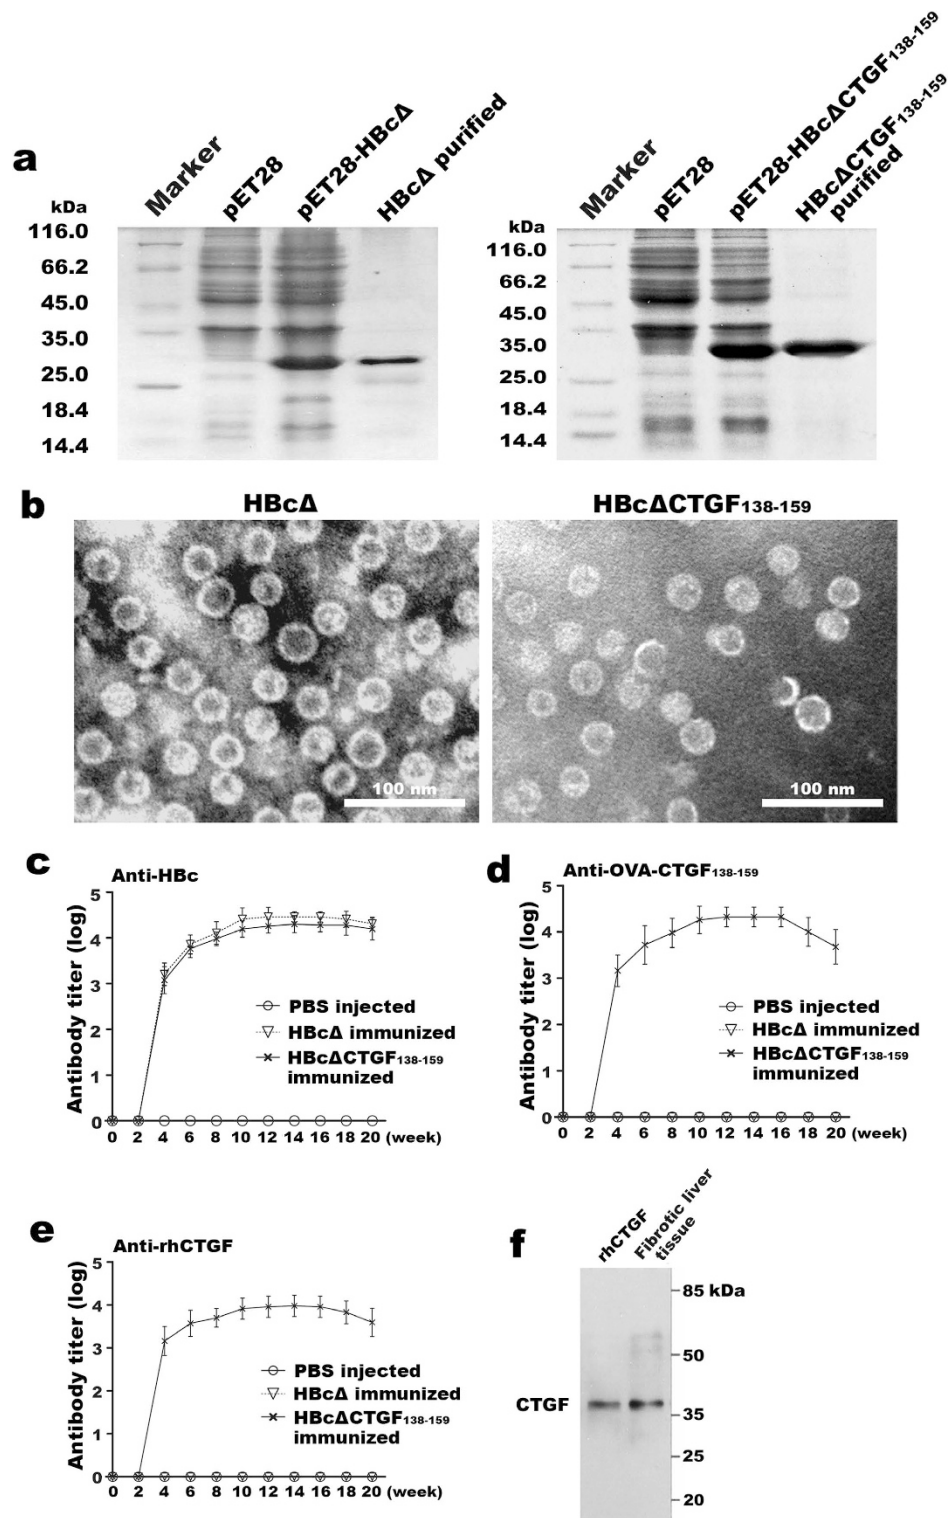 a
Marker
pET28
pET28-HBcΔ
HBcΔ purified
kDa
116.0
66.2
45.0
35.0
25.0
18.4
14.4
Marker
pET28
pET28-HBcΔCTGF138-159
HBcΔCTGF138-159
purified
kDa
116.0
66.2
45.0
35.0
25.0
18.4
14.4
b
HBcΔ
HBcΔCTGF138-159
100 nm
100 nm
c
Anti-HBc
Antibody titer (log)
5
4
3
2
1
0
PBS injected
HBcΔ immunized
HBcΔCTGF138-159
immunized
0 2 4 6 8 10 12 14 16 18 20 (week)
d
Anti-OVA-CTGF138-159
Antibody titer (log)
5
4
3
2
1
0
PBS injected
HBcΔ immunized
HBcΔCTGF138-159
immunized
0 2 4 6 8 10 12 14 16 18 20 (week)
e
Anti-rhCTGF
Antibody titer (log)
5
4
3
2
1
0
PBS injected
HBcΔ immunized
HBcΔCTGF138-159
immunized
0 2 4 6 8 10 12 14 16 18 20 (week)
f
rhCTGF
Fibrotic liver
tissue
85 kDa
50
CTGF
35
25
20